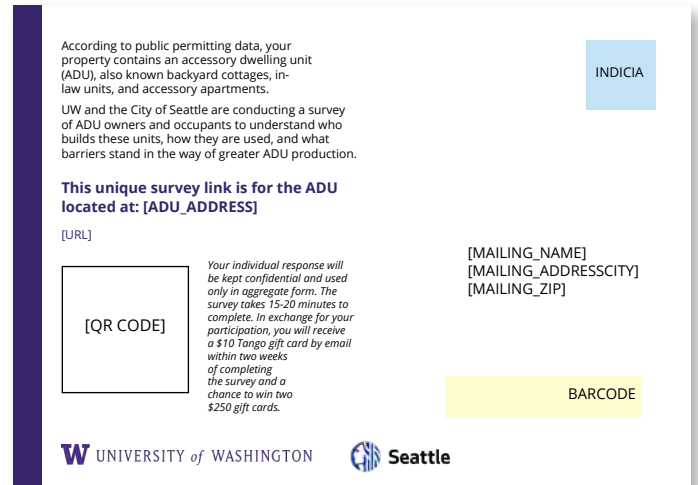 According to public permitting data, your
property contains an accessory dwelling unit
(ADU), also known backyard cottages, in-
law units, and accessory apartments.
UW and the City of Seattle are conducting a survey
of ADU owners and occupants to understand who
builds these units, how they are used, and what
barriers stand in the way of greater ADU production.
This unique survey link is for the ADU
located at: [ADU_ADDRESS]
[URL]
[QR CODE]
Your individual response will
be kept confidential and used
only in aggregate form. The
survey takes 15-20 minutes to
complete. In exchange for your
participation, you will receive
a $10 Tango gift card by email
within two weeks
of completing
the survey and a
chance to win two
$250 gift cards.
INDICIA
[MAILING_NAME]
[MAILING_ADDRESSCITY]
[MAILING_ZIP]
BARCODE
W UNIVERSITY of WASHINGTON
Seattle